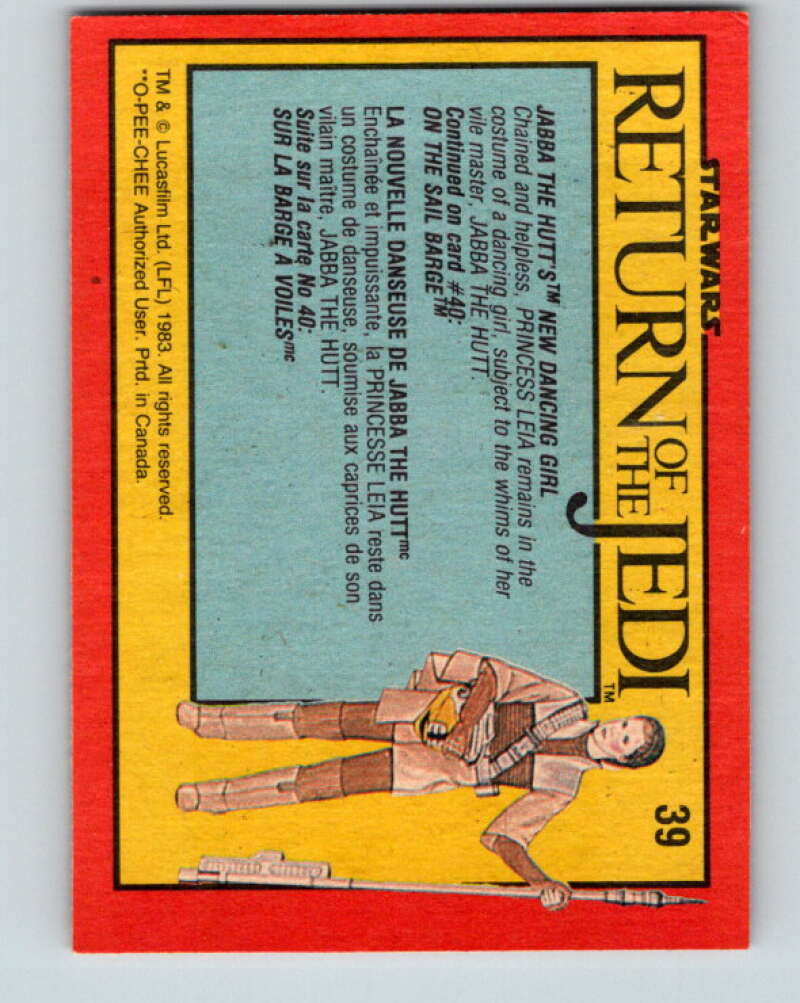 STAR WARS
RETURN OF THE JEDI™
39
JABBA THE HUTT'S™ NEW DANCING GIRL
Chained and helpless, PRINCESS LEIA remains in the
costume of a dancing girl, subject to the whims of her
vile master, JABBA THE HUTT.
Continued on card #40:
ON THE SAIL BARGE™
LA NOUVELLE DANSEUSE DE JABBA THE HUTTmc
Enchaînée et impuissante, la PRINCESSE LEIA reste dans
un costume de danseuse, soumise aux caprices de son
vilain maître, JABBA THE HUTT.
Suite sur la carte No 40:
SUR LA BARGE À VOILESmc
TM & © Lucasfilm Ltd. (LFL) 1983. All rights reserved.
**O-PEE-CHEE Authorized User. Prtd. in Canada.